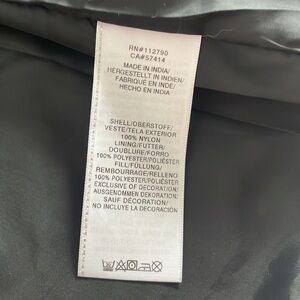 RN#112790
CA#57414
MADE IN INDIA/
HERGESTELLT IN INDIEN/
FABRIQUÉ EN INDE/
HECHO EN INDIA
SHELL/OBERSTOFF/
VESTE/TELA EXTERIOR
100% NYLON
LINING/FUTTER/
DOUBLURE/FORRO
100% POLYESTER/POLIÉSTER
FILL/FÜLLUNG/
REMBOURRAGE/RELLENO
100% POLYESTER/POLIÉSTER
EXCLUSIVE OF DECORATION/
AUSGENOMMEN DEKORATION/
SAUF DÉCORATION/
NO INCLUYE LA DECORACIÓN